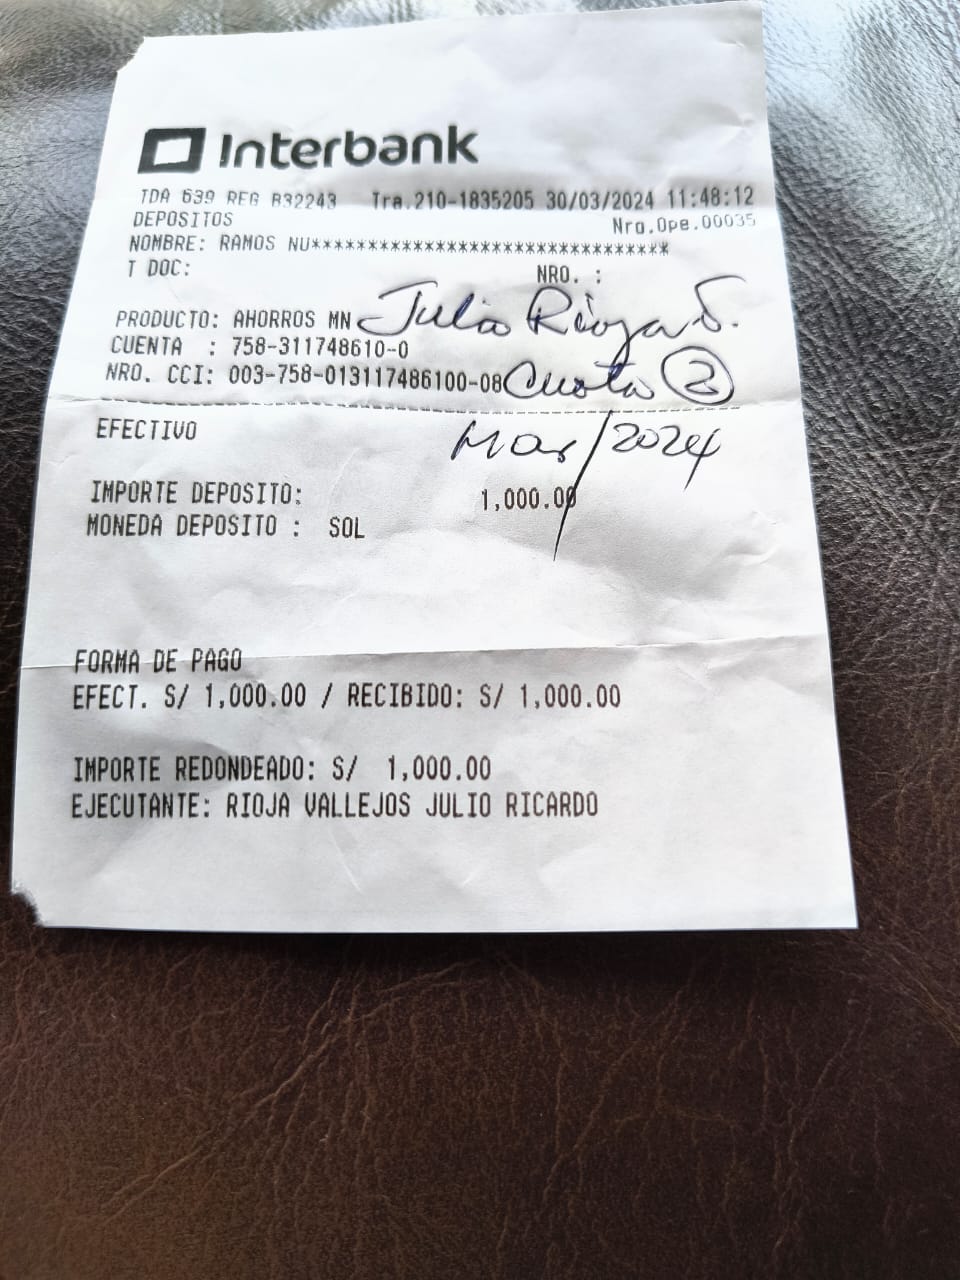 Interbank
TDA 639 REG B32243 Tra.210-1835205 30/03/2024 11:48:12
DEPOSITOS Nro.Ope.00035
NOMBRE: RAMOS NU********************************
T DOC: NRO. :
PRODUCTO: AHORROS MN Julia Rioja S.
CUENTA : 758-311748610-0
NRO. CCI: 003-758-013117486100-08 Cuota 2
EFECTIVO Mar/2024
IMPORTE DEPOSITO: 1,000.00
MONEDA DEPOSITO : SOL
FORMA DE PAGO
EFECT. S/ 1,000.00 / RECIBIDO: S/ 1,000.00
IMPORTE REDONDEADO: S/ 1,000.00
EJECUTANTE: RIOJA VALLEJOS JULIO RICARDO